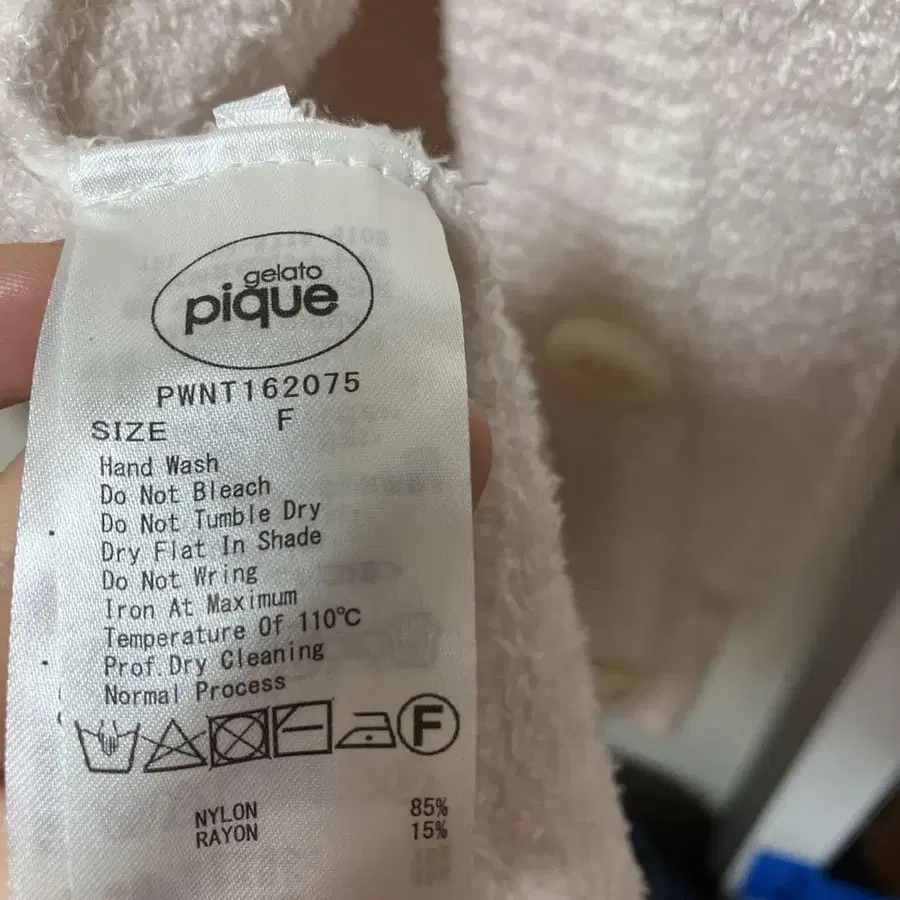 gelato
pique
PWNT162075
SIZE F
Hand Wash
Do Not Bleach
Do Not Tumble Dry
Dry Flat In Shade
Do Not Wring
Iron At Maximum
Temperature Of 110℃
Prof.Dry Cleaning
Normal Process
F
NYLON 85%
RAYON 15%